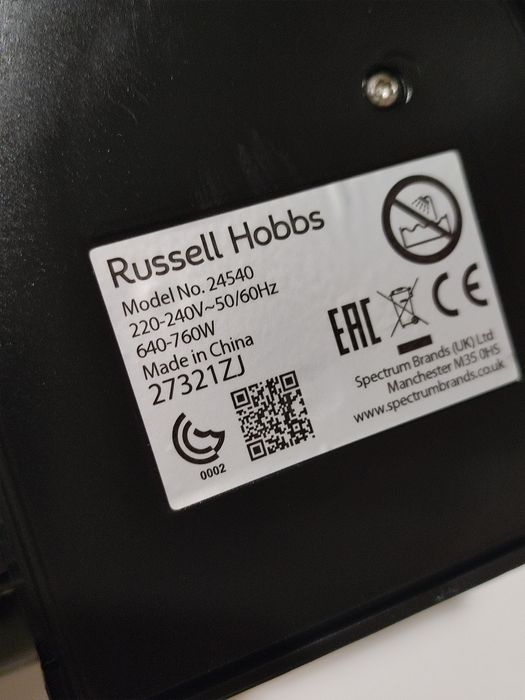 Russell Hobbs
Model No. 24540
220-240V~50/60Hz
640-760W
Made in China
27321ZJ
0002
EAC
CE
Spectrum Brands (UK) Ltd
Manchester M35 0HS
www.spectrumbrands.co.uk